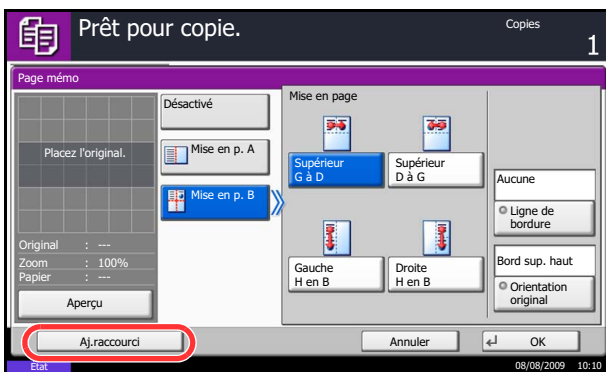 Prêt pour copie.
Copies
1
Page mémo
Placez l'original.
Original : ---
Zoom : 100%
Papier : ---
Aperçu
Désactivé
Mise en p. A
Mise en p. B
Mise en page
Supérieur
G à D
Supérieur
D à G
Gauche
H en B
Droite
H en B
Aucune
Ligne de
bordure
Bord sup. haut
Orientation
original
Aj.raccourci
Annuler
OK
Etat
08/08/2009 10:10